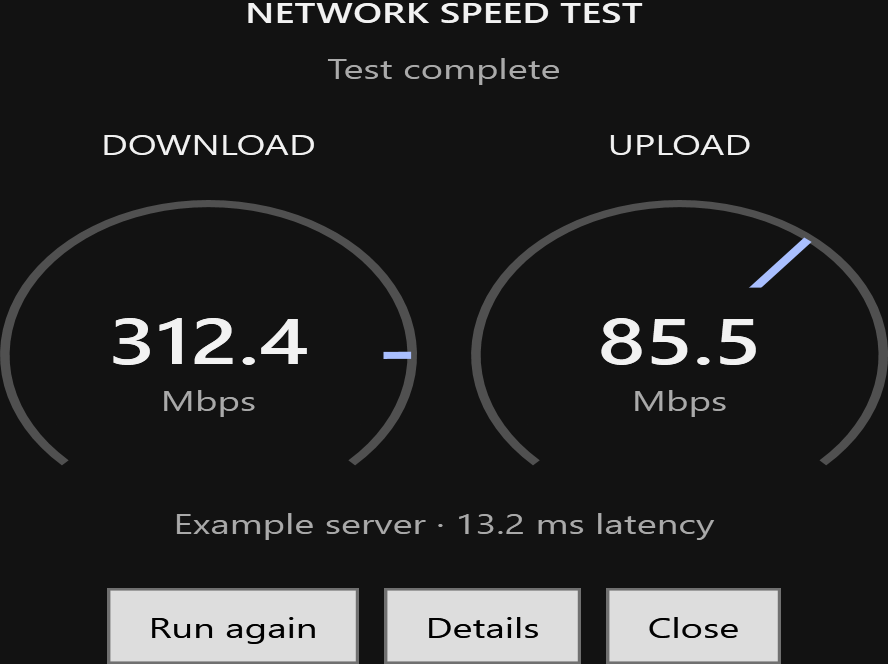 NETWORK SPEED TEST
Test complete
DOWNLOAD
UPLOAD
312.4
Mbps
85.5
Mbps
Example server · 13.2 ms latency
Run again
Details
Close